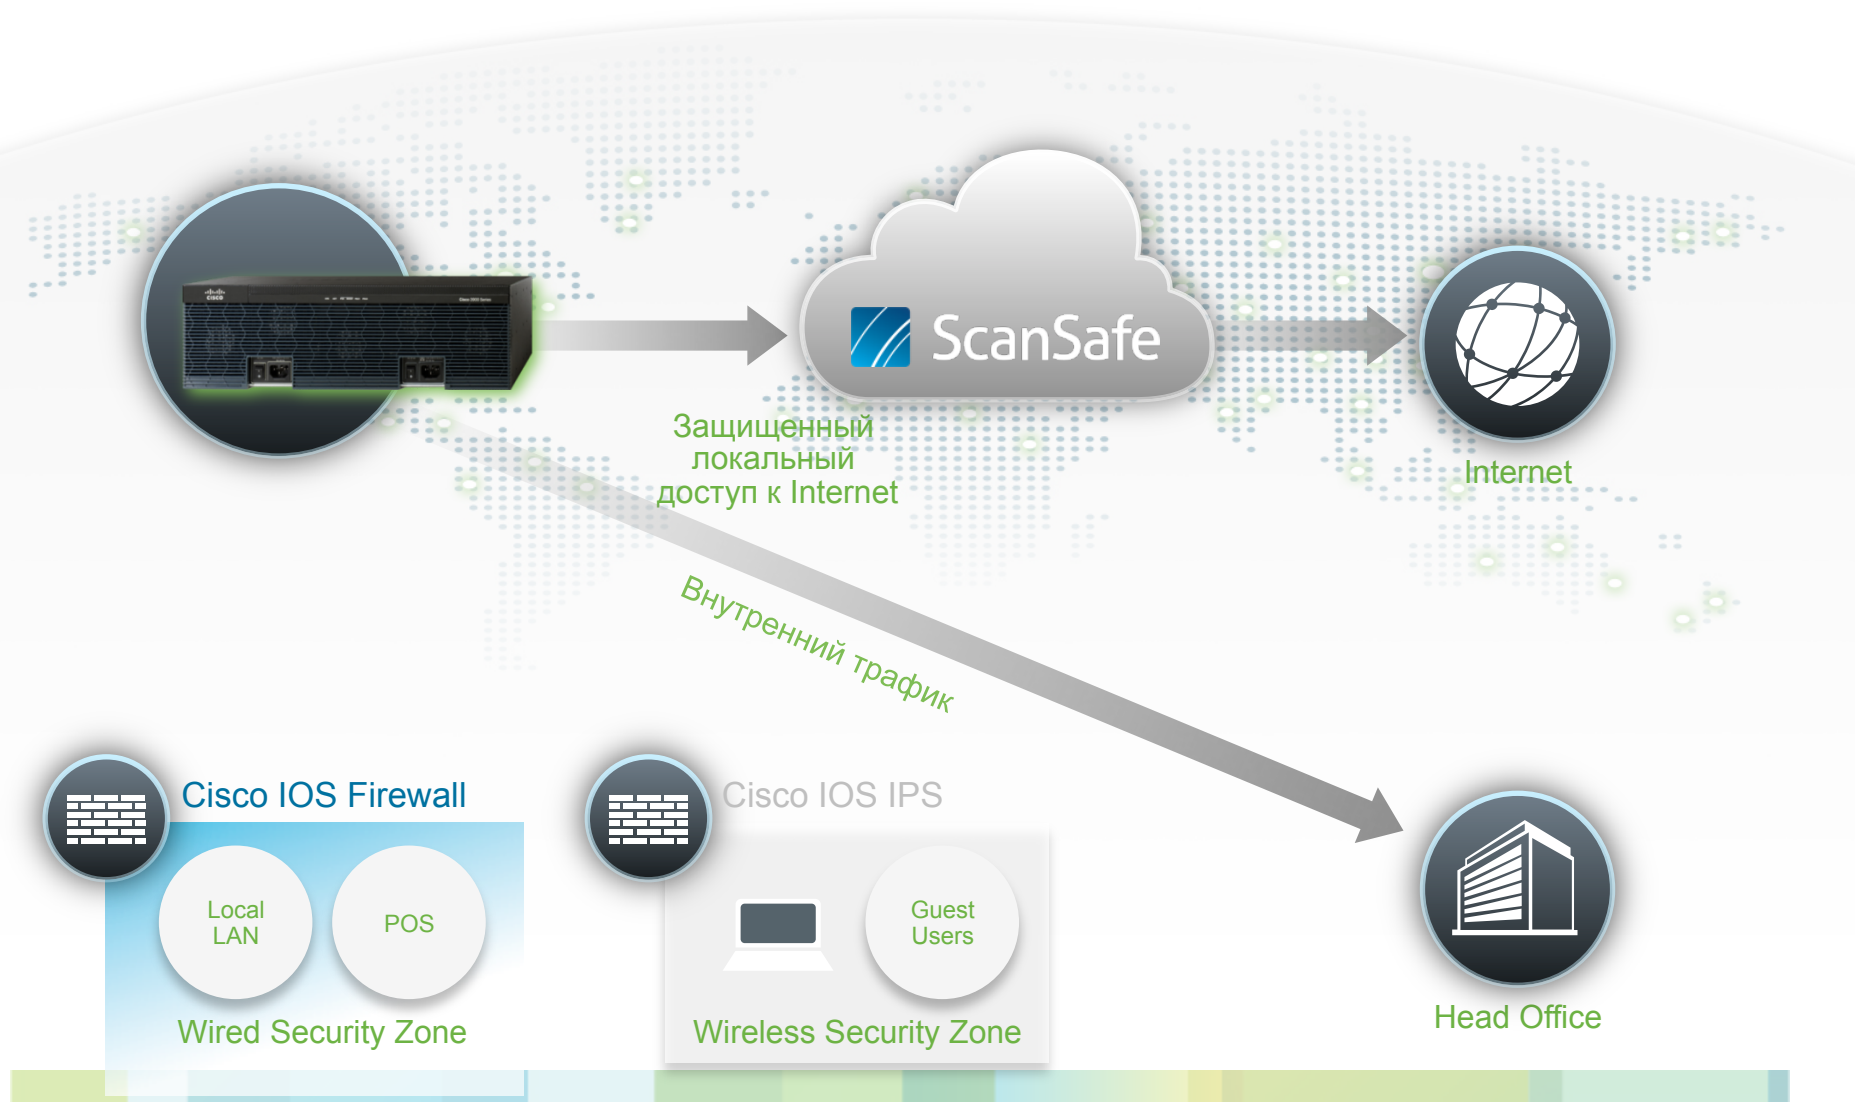 CISCO
ScanSafe
Защищенный
локальный
доступ к Internet
Internet
Внутренний трафик
Cisco IOS Firewall
Cisco IOS IPS
Local
LAN
POS
Guest
Users
Wired Security Zone
Wireless Security Zone
Head Office